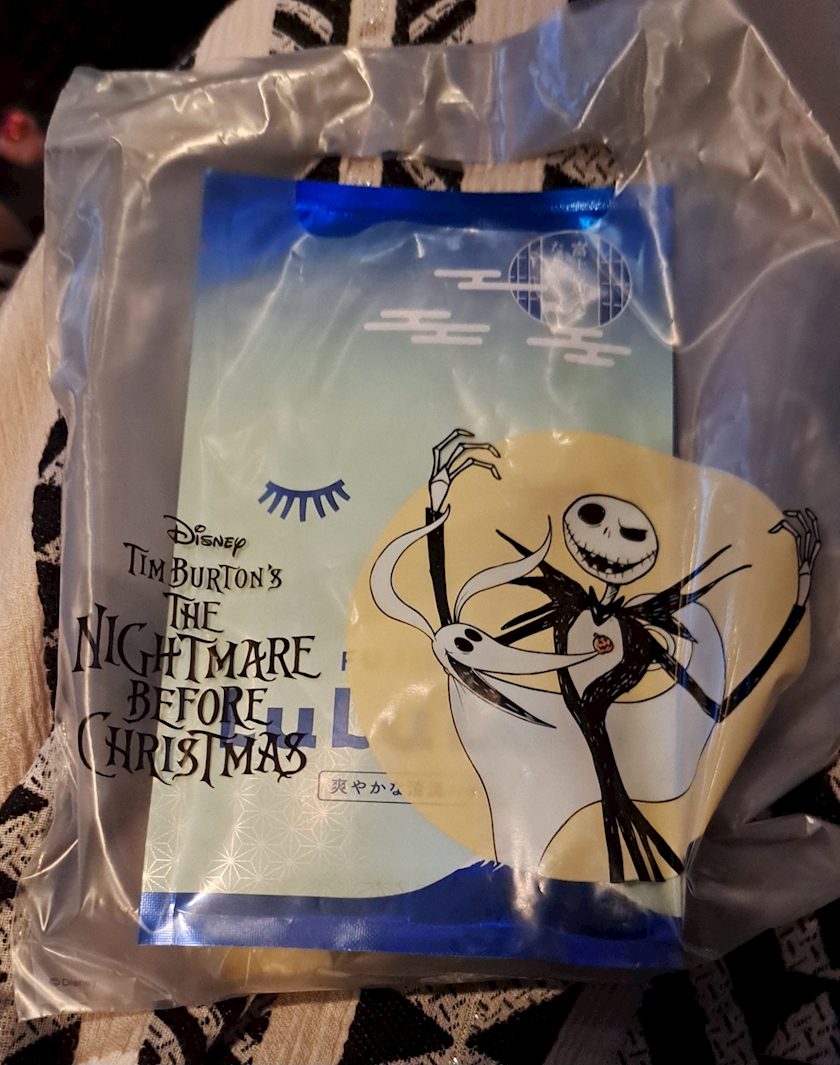 Disney
TIM BURTON'S
THE
NIGHTMARE
BEFORE
CHRISTMAS
爽やかな
© Disney